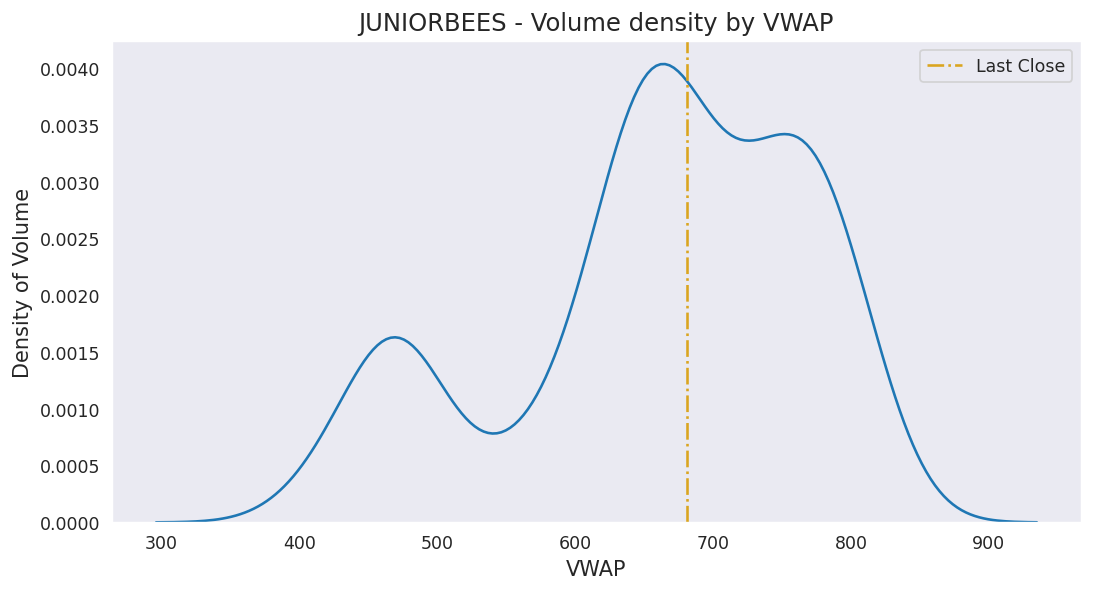 JUNIORBEES - Volume density by VWAP
Last Close
Density of Volume
0.0040
0.0035
0.0030
0.0025
0.0020
0.0015
0.0010
0.0005
0.0000
300 400 500 600 700 800 900
VWAP